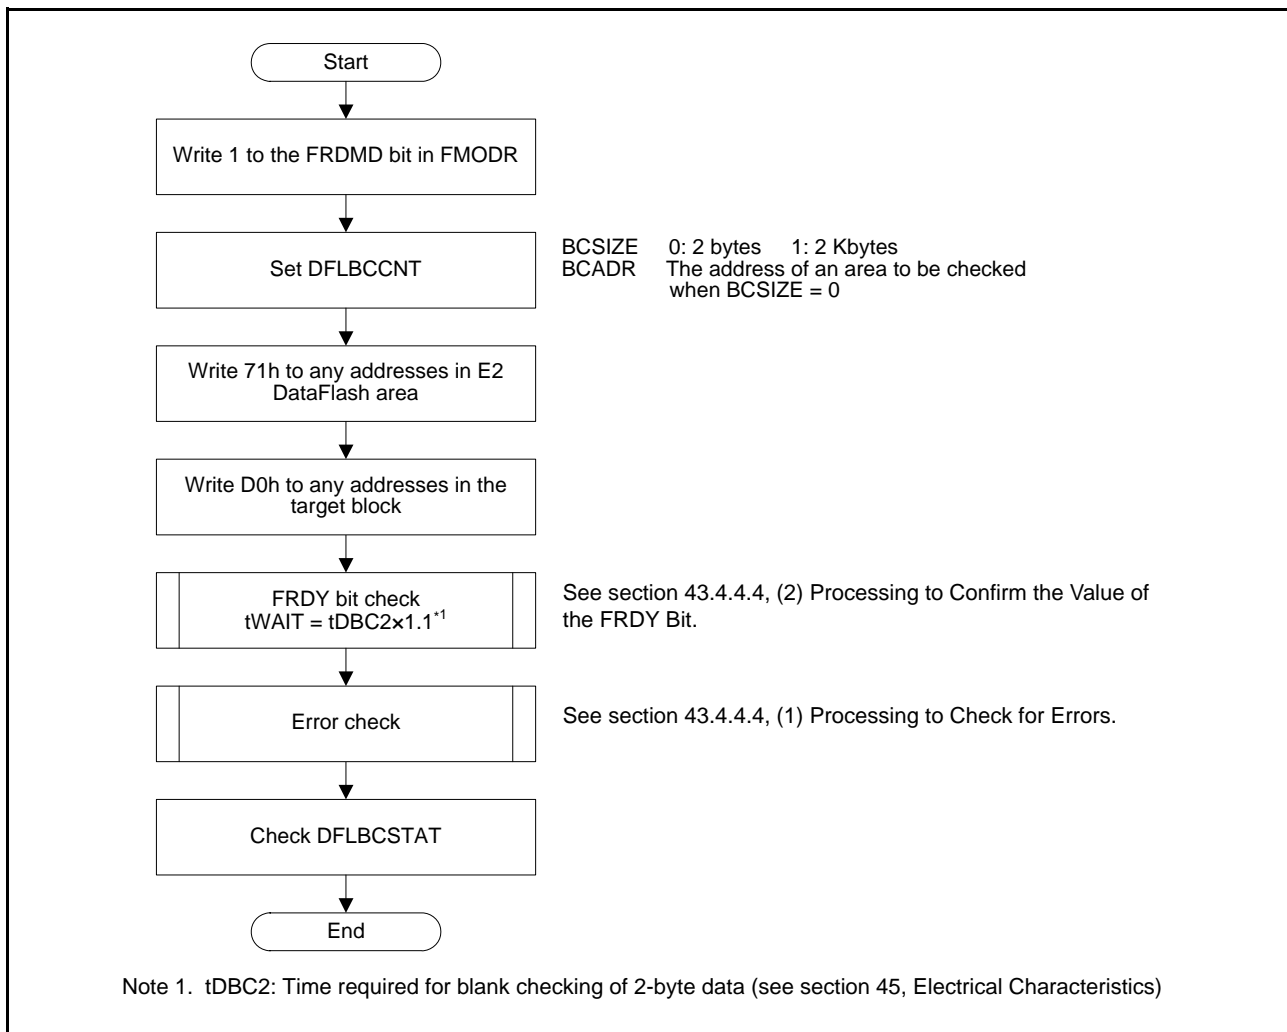 Start
Write 1 to the FRDMD bit in FMODR
Set DFLBCCNT
BCSIZE 0: 2 bytes 1: 2 Kbytes
BCADR The address of an area to be checked
when BCSIZE = 0
Write 71h to any addresses in E2
DataFlash area
Write D0h to any addresses in the
target block
FRDY bit check
tWAIT = tDBC2×1.1*1
See section 43.4.4.4, (2) Processing to Confirm the Value of
the FRDY Bit.
Error check
See section 43.4.4.4, (1) Processing to Check for Errors.
Check DFLBCSTAT
End
Note 1. tDBC2: Time required for blank checking of 2-byte data (see section 45, Electrical Characteristics)